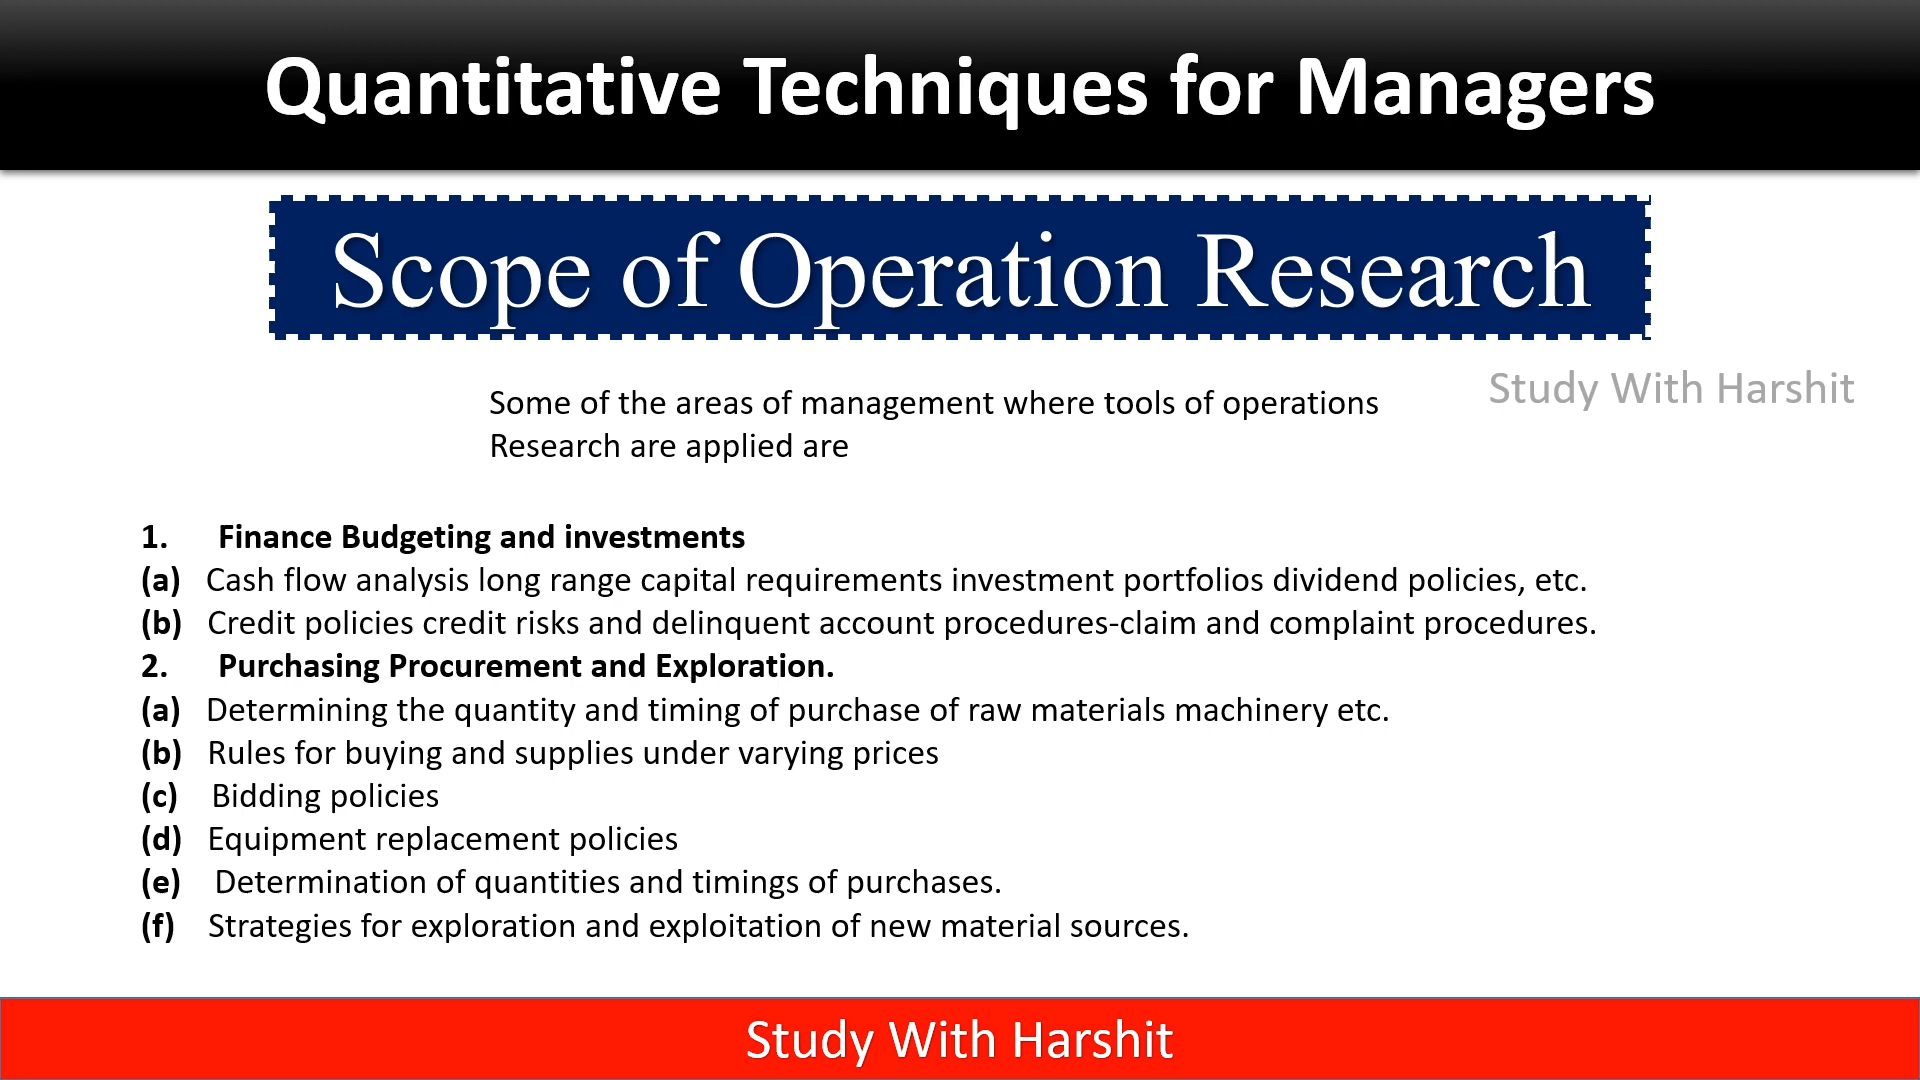 Quantitative Techniques for Managers
Scope of Operation Research
Study With Harshit
Some of the areas of management where tools of operations
Research are applied are
1. Finance Budgeting and investments
(a) Cash flow analysis long range capital requirements investment portfolios dividend policies, etc.
(b) Credit policies credit risks and delinquent account procedures-claim and complaint procedures.
2. Purchasing Procurement and Exploration.
(a) Determining the quantity and timing of purchase of raw materials machinery etc.
(b) Rules for buying and supplies under varying prices
(c) Bidding policies
(d) Equipment replacement policies
(e) Determination of quantities and timings of purchases.
(f) Strategies for exploration and exploitation of new material sources.
Study With Harshit